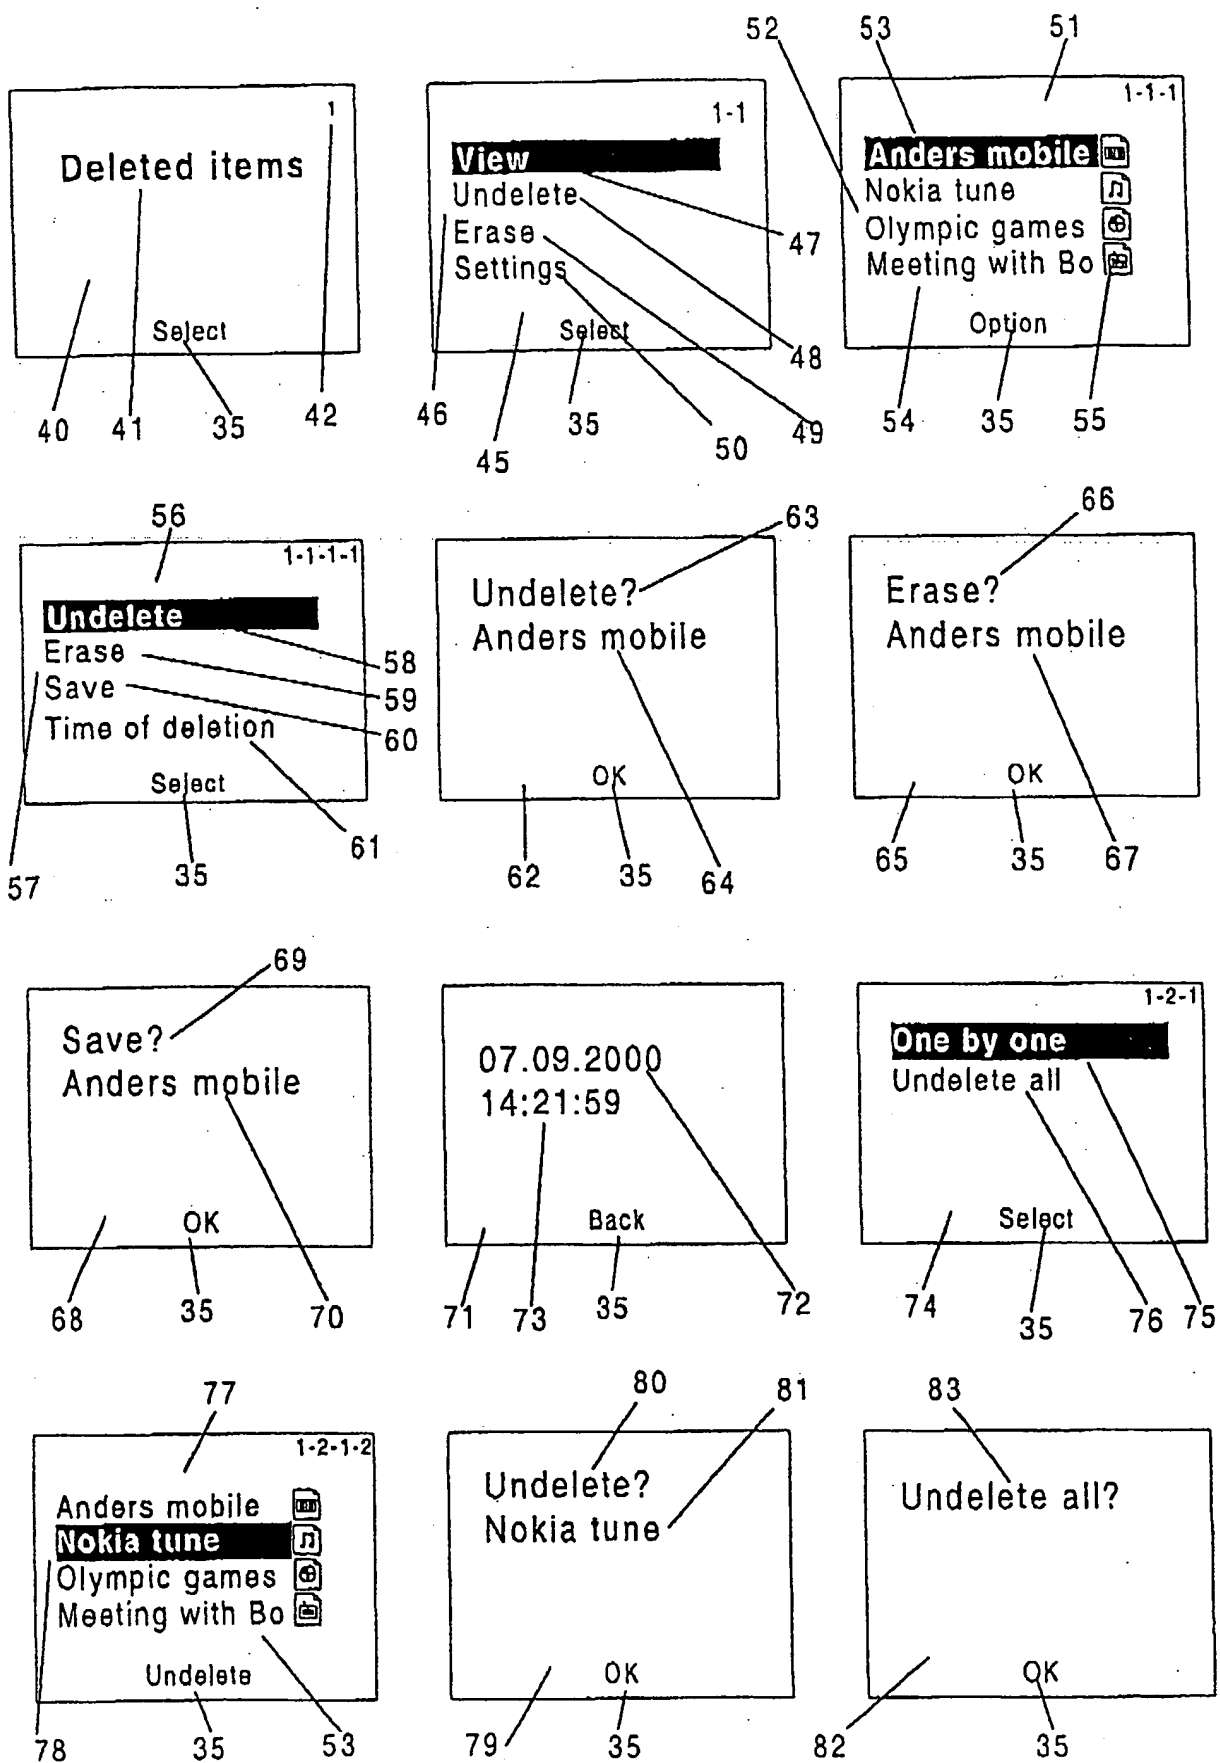 52 53 51
1
Deleted items
Select
40 41 35 42
1-1
View
Undelete
Erase
Settings
Select
47
48
49
46 45 35 50
1-1-1
Anders mobile
Nokia tune
Olympic games
Meeting with Bo
Option
54 35 55
56
1-1-1-1
Undelete
Erase
Save
Time of deletion
Select
58
59
60
61
57 35
63
Undelete?
Anders mobile
OK
62 35 64
66
Erase?
Anders mobile
OK
65 35 67
69
Save?
Anders mobile
OK
68 35 70
07.09.2000
14:21:59
Back
71 73 35 72
1-2-1
One by one
Undelete all
Select
74 35 76 75
77
1-2-1-2
Anders mobile
Nokia tune
Olympic games
Meeting with Bo
Undelete
78 35 53
80 81
Undelete?
Nokia tune
OK
79 35
83
Undelete all?
OK
82 35